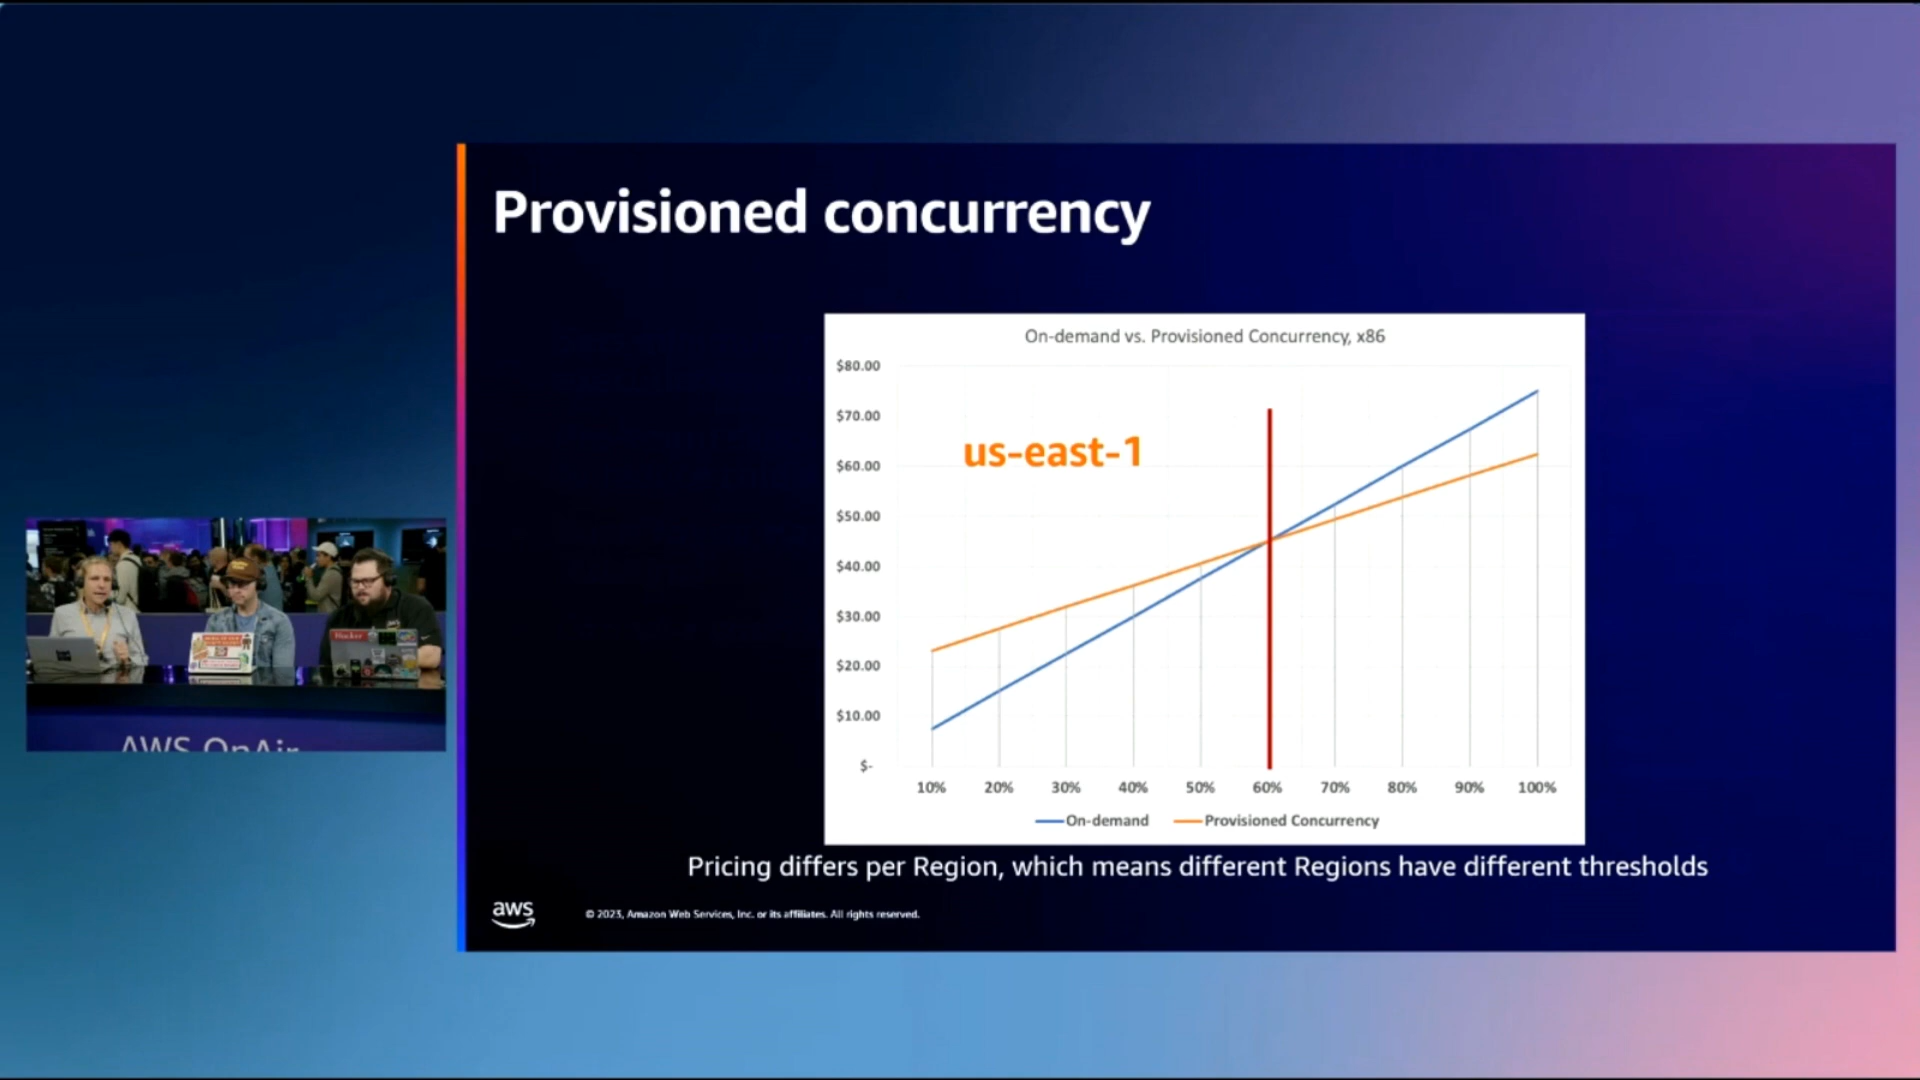 Provisioned concurrency
On-demand vs. Provisioned Concurrency, x86
$80.00
$70.00
us-east-1
$60.00
$50.00
$40.00
$30.00
$20.00
$10.00
$-
10% 20% 30% 40% 50% 60% 70% 80% 90% 100%
On-demand Provisioned Concurrency
Pricing differs per Region, which means different Regions have different thresholds
aws
© 2023, Amazon Web Services, Inc. or its affiliates. All rights reserved.
Hacker
AWS OnAir